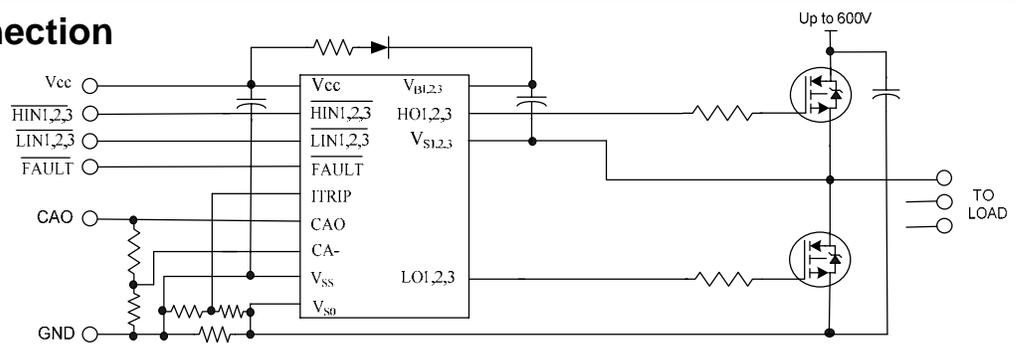 nection
Up to 600V
Vcc
HIN1,2,3
LIN1,2,3
FAULT
CAO
GND
Vcc
HIN1,2,3
LIN1,2,3
FAULT
ITRIP
CAO
CA-
VSS
VS0
VB1,2,3
HO1,2,3
VS1,2,3
LO1,2,3
TO
LOAD